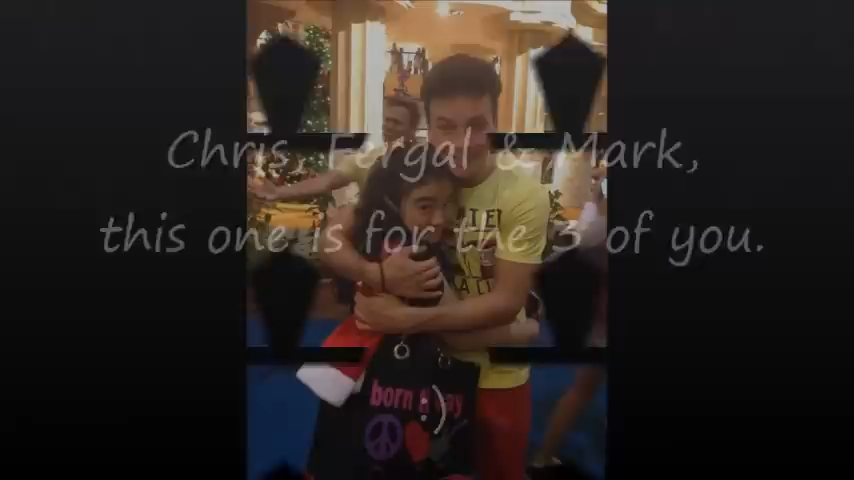 Chris, Fergal & Mark,
this one is for the 3 of you.
:)
born